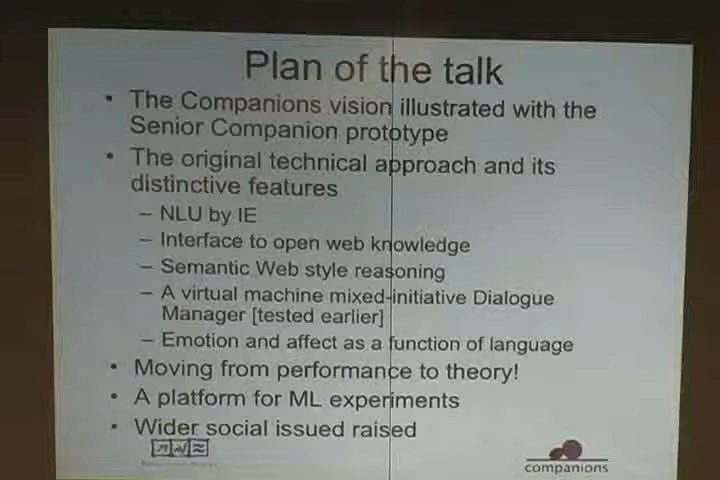 Plan of the talk
• The Companions vision illustrated with the
Senior Companion prototype
• The original technical approach and its
distinctive features
– NLU by IE
– Interface to open web knowledge
– Semantic Web style reasoning
– A virtual machine mixed-initiative Dialogue
Manager [tested earlier]
– Emotion and affect as a function of language
• Moving from performance to theory!
• A platform for ML experiments
• Wider social issued raised
companions